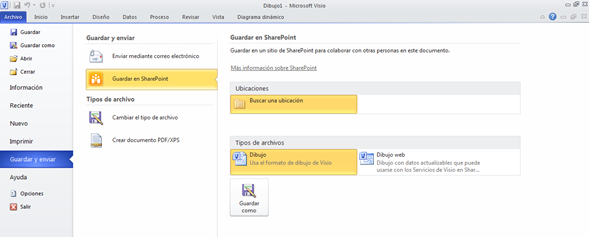 Dibujo1 - Microsoft Visio
Archivo Inicio Insertar Diseño Datos Proceso Revisar Vista Diagrama dinámico
Guardar
Guardar como
Abrir
Cerrar
Información
Reciente
Nuevo
Imprimir
Guardar y enviar
Ayuda
Opciones
Salir
Guardar y enviar
Enviar mediante correo electrónico
Guardar en SharePoint
Tipos de archivo
Cambiar el tipo de archivo
Crear documento PDF/XPS
Guardar en SharePoint
Guardar en un sitio de SharePoint para colaborar con otras personas en este documento.
Más información sobre SharePoint
Ubicaciones
Buscar una ubicación
Tipos de archivos
Dibujo
Usa el formato de dibujo de Visio
Dibujo web
Dibujo con datos actualizables que puede
usarse con los Servicios de Visio en Shar...
Guardar
como